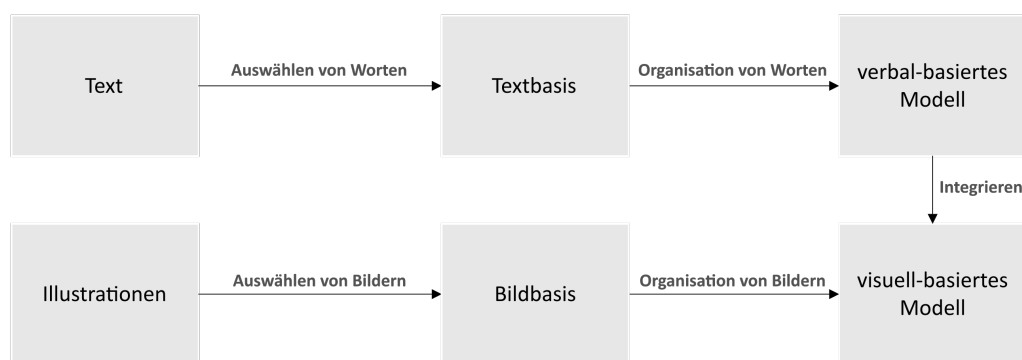 Text
Auswählen von Worten
Textbasis
Organisation von Worten
verbal-basiertes
Modell
Integrieren
Illustrationen
Auswählen von Bildern
Bildbasis
Organisation von Bildern
visuell-basiertes
Modell